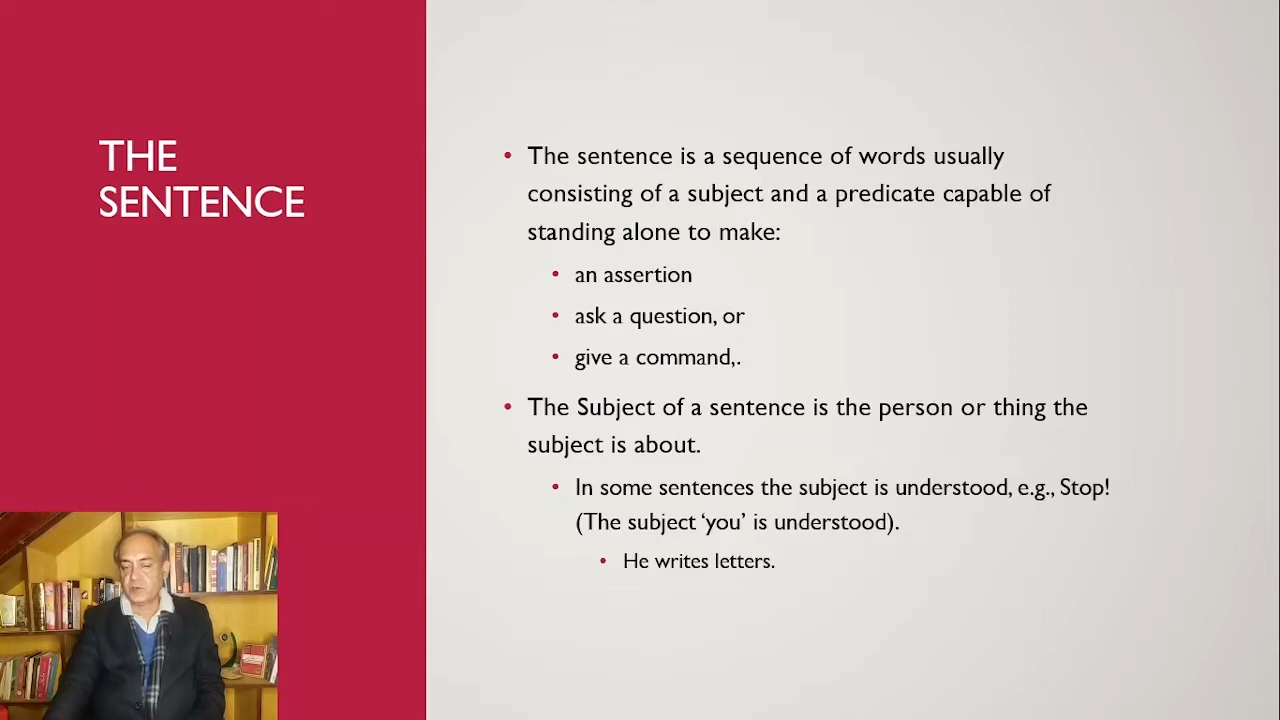 THE
SENTENCE
• The sentence is a sequence of words usually
consisting of a subject and a predicate capable of
standing alone to make:
• an assertion
• ask a question, or
• give a command,.
• The Subject of a sentence is the person or thing the
subject is about.
• In some sentences the subject is understood, e.g., Stop!
(The subject ‘you’ is understood).
• He writes letters.